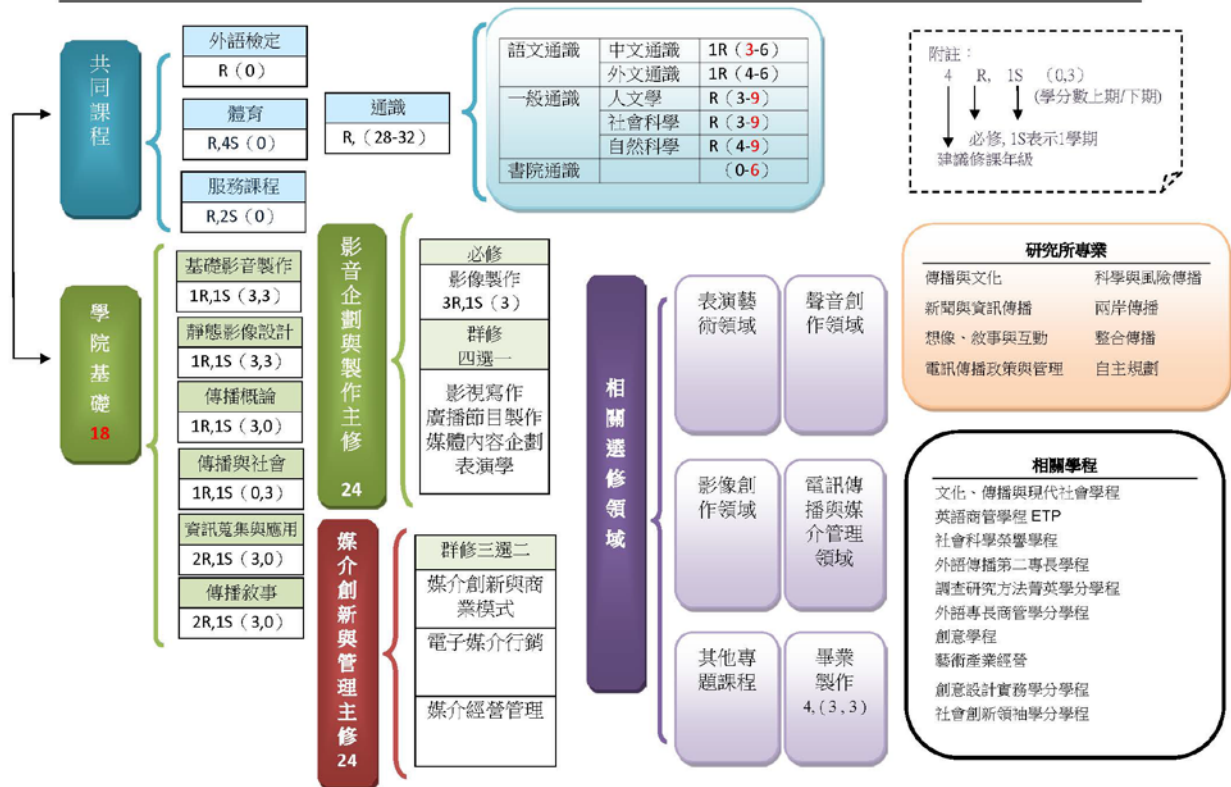 共同課程
外語檢定
R（0）
體育
R,4S（0）
服務課程
R,2S（0）
通識
R,（28-32）
語文通識 中文通識 1R（3-6）
外文通識 1R（4-6）
一般通識 人文學 R（3-9）
社會科學 R（3-9）
自然科學 R（4-9）
書院通識 （0-6）
附註：
4 R, 1S （0,3）
(學分數上期/下期)
必修, 1S表示1學期
建議修課年級
學院基礎
18
基礎影音製作
1R,1S（3,3）
靜態影像設計
1R,1S（3,3）
傳播概論
1R,1S（3,0）
傳播與社會
1R,1S（0,3）
資訊蒐集與應用
2R,1S（3,0）
傳播敘事
2R,1S（3,0）
影音企劃與製作主修
24
必修
影像製作
3R,1S（3）
群修
四選一
影視寫作
廣播節目製作
媒體內容企劃
表演學
媒介創新與管理主修
24
群修三選二
媒介創新與商
業模式
電子媒介行銷
媒介經營管理
相關選修領域
表演藝
術領域
聲音創
作領域
影像創
作領域
電訊傳
播與媒
介管理
領域
其他專
題課程
畢業
製作
4,(3,3)
研究所專業
傳播與文化 科學與風險傳播
新聞與資訊傳播 兩岸傳播
想像、敘事與互動 整合傳播
電訊傳播政策與管理 自主規劃
相關學程
文化、傳播與現代社會學程
英語商管學程 ETP
社會科學榮譽學程
外語傳播第二專長學程
調查研究方法菁英學分學程
外語專長商管學分學程
創意學程
藝術產業經營
創意設計實務學分學程
社會創新領袖學分學程